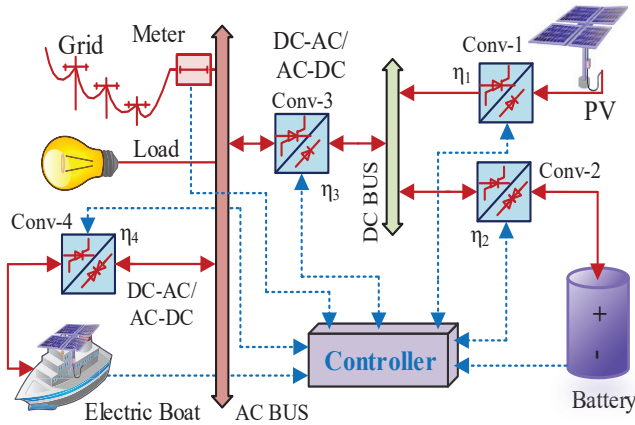 Grid
Meter
DC-AC/
AC-DC
Conv-3
η3
Conv-1
η1
PV
Load
Conv-2
η2
DC BUS
Conv-4
η4
DC-AC/
AC-DC
Controller
+
-
Electric Boat
AC BUS
Battery